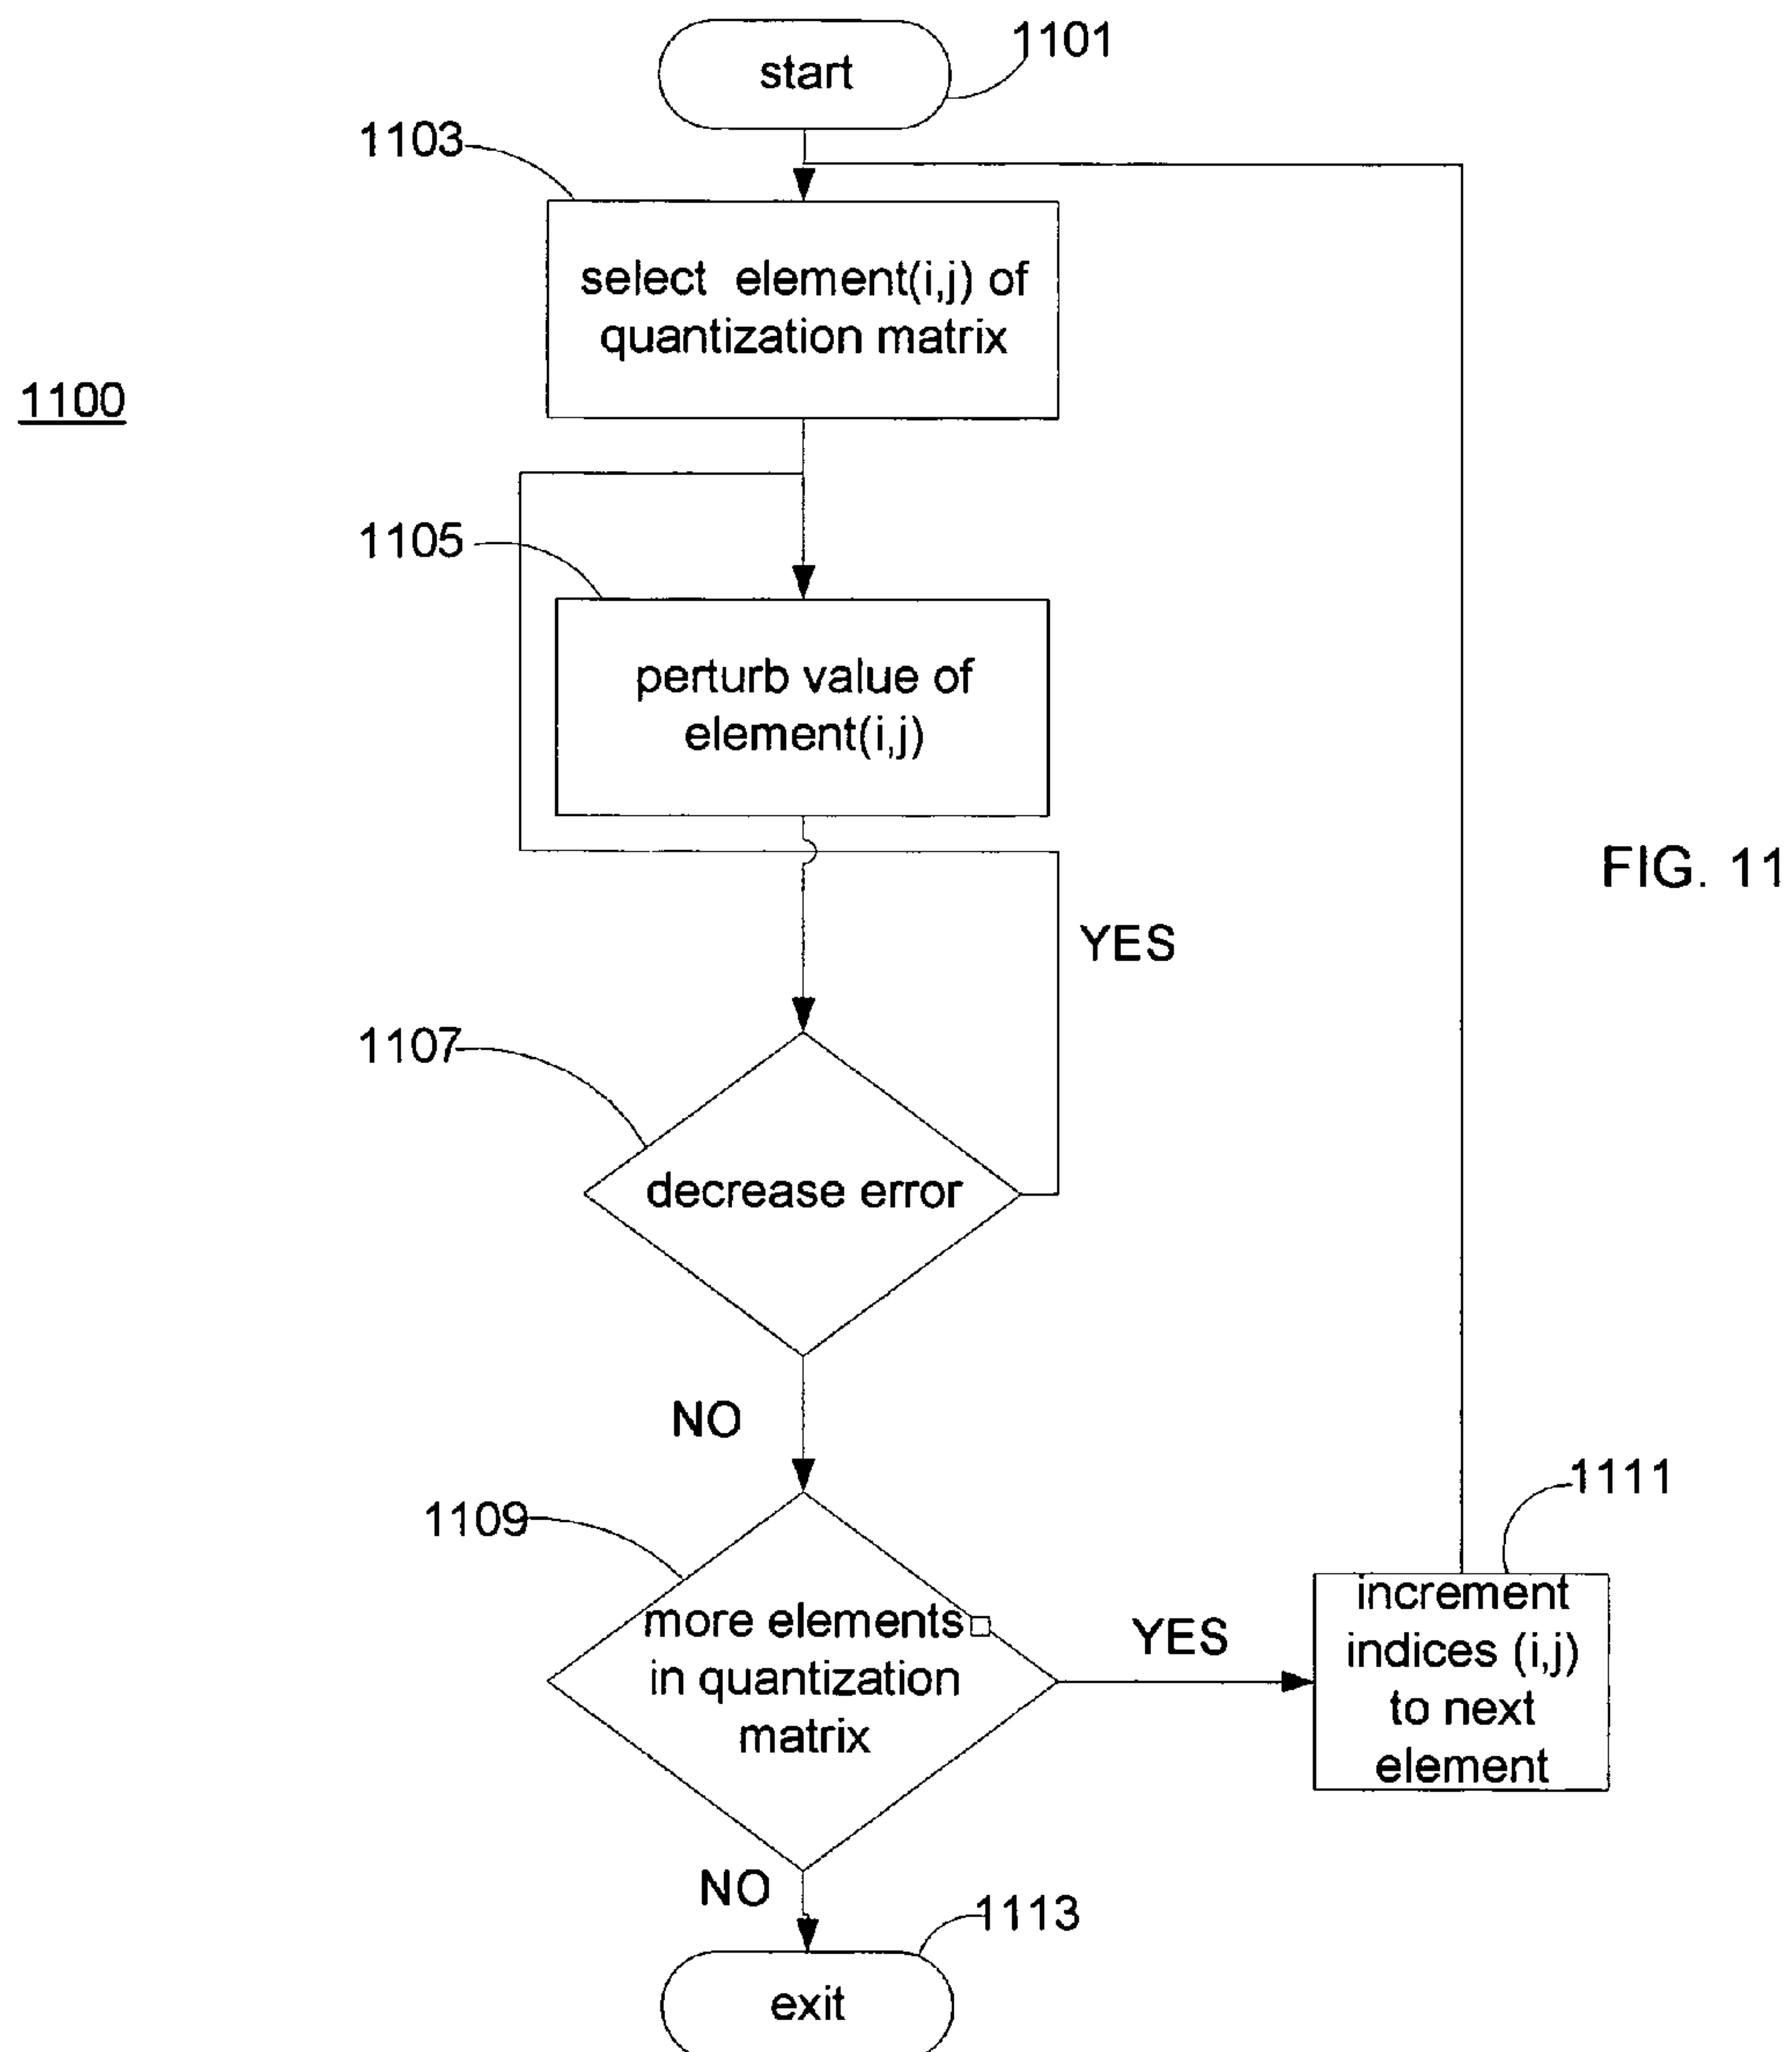 start
1101
1103
select element(i,j) of
quantization matrix
1100
1105
perturb value of
element(i,j)
FIG. 11
YES
1107
decrease error
NO
1109
more elements
in quantization
matrix
YES
1111
increment
indices (i,j)
to next
element
NO
1113
exit